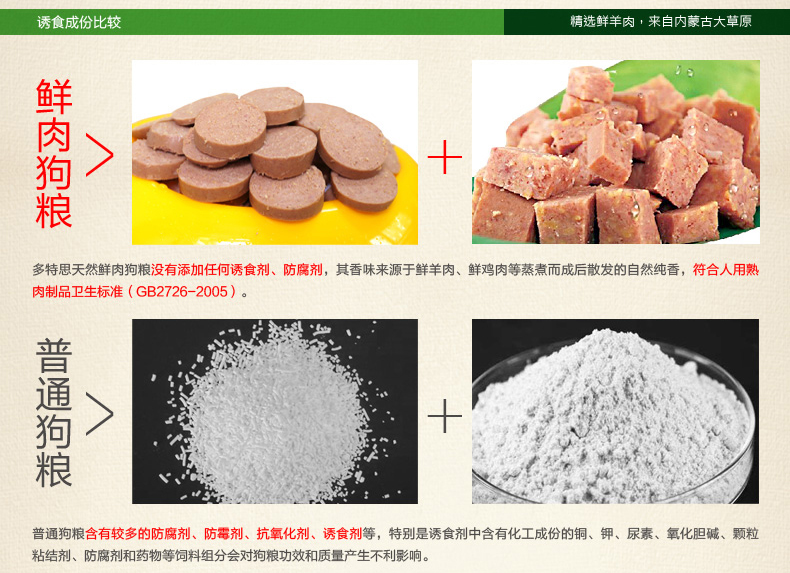 诱食成份比较
精选鲜羊肉，来自内蒙古大草原
鲜肉狗粮
多特思天然鲜肉狗粮没有添加任何诱食剂、防腐剂，其香味来源于鲜羊肉、鲜鸡肉等蒸煮而成后散发的自然纯香，符合人用熟
肉制品卫生标准（GB2726-2005）。
普通狗粮
普通狗粮含有较多的防腐剂、防霉剂、抗氧化剂、诱食剂等，特别是诱食剂中含有化工成份的铜、钾、尿素、氧化胆碱、颗粒
粘结剂、防腐剂和药物等饲料组分会对狗粮功效和质量产生不利影响。